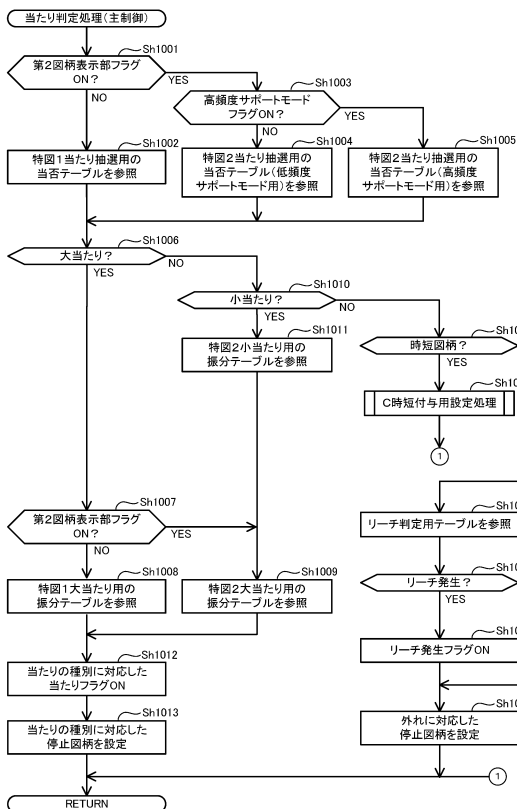 当たり判定処理（主制御）
Sh1001
第2図柄表示部フラグ
ON？
YES
NO
Sh1003
高頻度サポートモード
フラグON？
YES
NO
Sh1002
特図1当たり抽選用の
当否テーブルを参照
Sh1004
特図2当たり抽選用の
当否テーブル（低頻度
サポートモード用）を参照
Sh1005
特図2当たり抽選用の
当否テーブル（高頻度
サポートモード用）を参照
Sh1006
大当たり？
NO
YES
Sh1010
小当たり？
NO
YES
Sh1011
特図2小当たり用の
振分テーブルを参照
時短図柄？
YES
C時短付与用設定処理
1
Sh1007
第2図柄表示部フラグ
ON？
YES
NO
リーチ判定用テーブルを参照
Sh1008
特図1大当たり用の
振分テーブルを参照
Sh1009
特図2大当たり用の
振分テーブルを参照
リーチ発生？
YES
リーチ発生フラグON
Sh1012
当たりの種別に対応した
当たりフラグON
Sh1013
当たりの種別に対応した
停止図柄を設定
外れに対応した
停止図柄を設定
1
RETURN